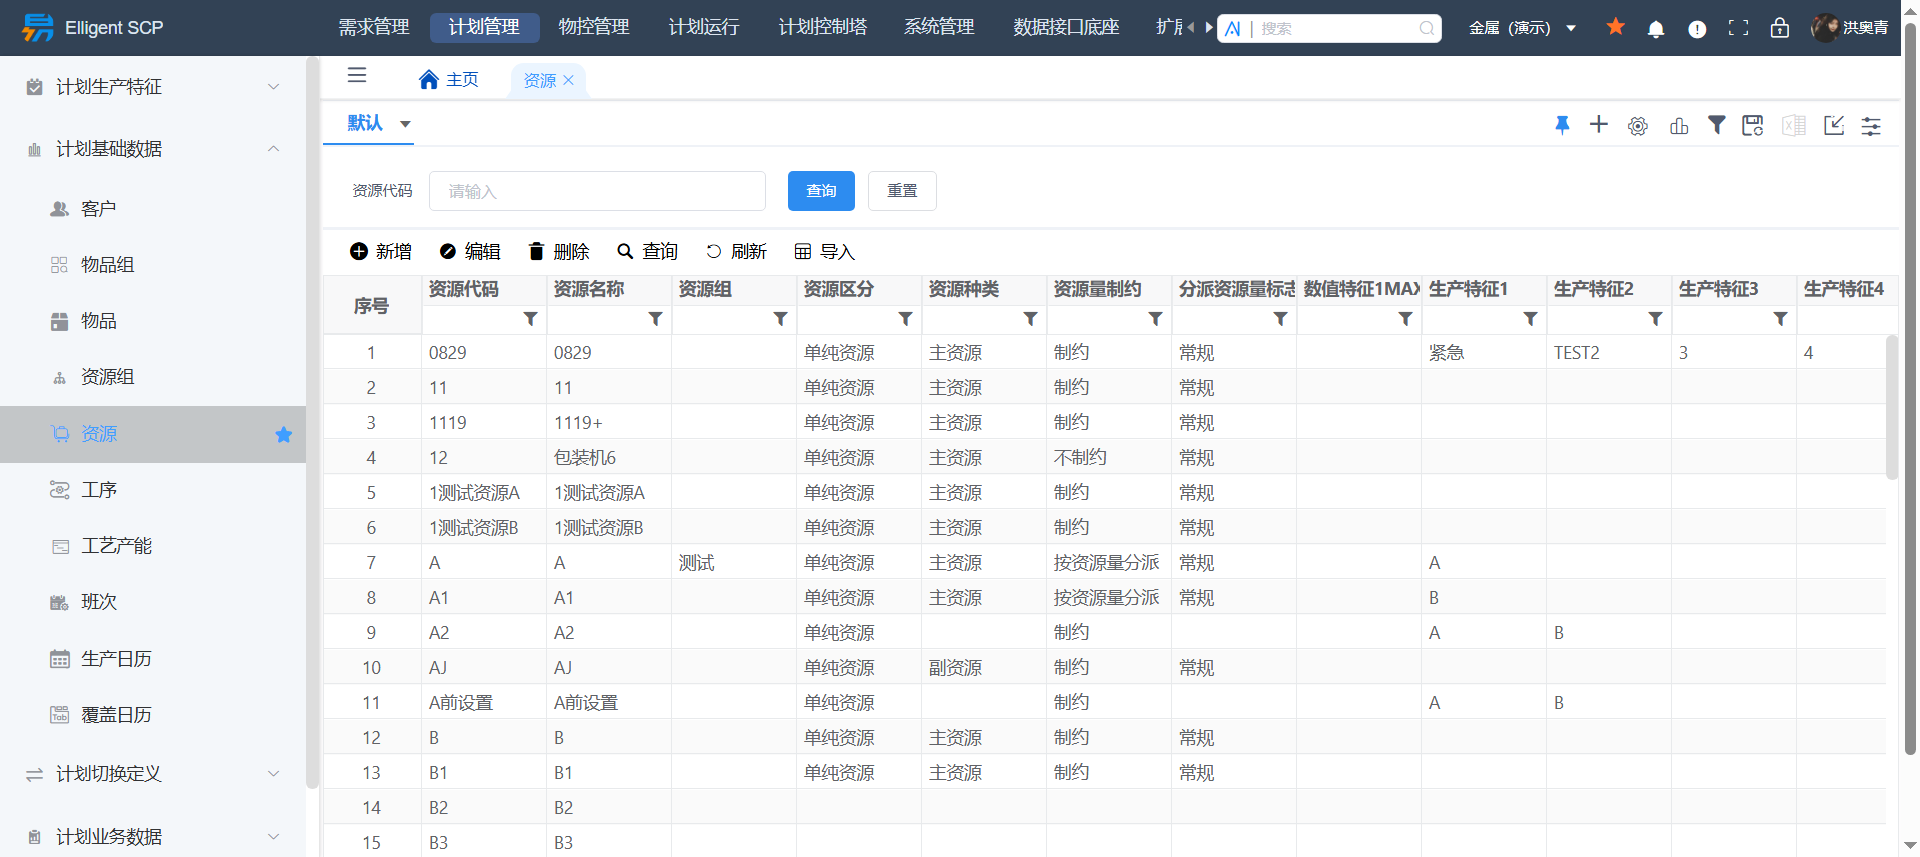 Elligent SCP
需求管理 计划管理 物控管理 计划运行 计划控制塔 系统管理 数据接口底座
AI | 搜索
金属（演示）
洪奥青
计划生产特征
计划基础数据
客户
物品组
物品
资源组
资源
工序
工艺产能
班次
生产日历
Tab 覆盖日历
计划切换定义
计划业务数据
主页 资源
默认
资源代码 请输入 查询 重置
新增 编辑 删除 查询 刷新 导入
序号 资源代码 资源名称 资源组 资源区分 资源种类 资源量制约 分派资源量标志 数值特征1MAX 生产特征1 生产特征2 生产特征3 生产特征4
1 0829 0829 单纯资源 主资源 制约 常规 紧急 TEST2 3 4
2 11 11 单纯资源 主资源 制约 常规
3 1119 1119+ 单纯资源 主资源 制约 常规
4 12 包装机6 单纯资源 主资源 不制约 常规
5 1测试资源A 1测试资源A 单纯资源 主资源 制约 常规
6 1测试资源B 1测试资源B 单纯资源 主资源 制约 常规
7 A A 测试 单纯资源 主资源 按资源量分派 常规 A
8 A1 A1 单纯资源 主资源 按资源量分派 常规 B
9 A2 A2 单纯资源 制约 A B
10 AJ AJ 单纯资源 副资源 制约 常规
11 A前设置 A前设置 单纯资源 制约 A B
12 B B 单纯资源 主资源 制约 常规
13 B1 B1 单纯资源 主资源 制约 常规
14 B2 B2
15 B3 B3